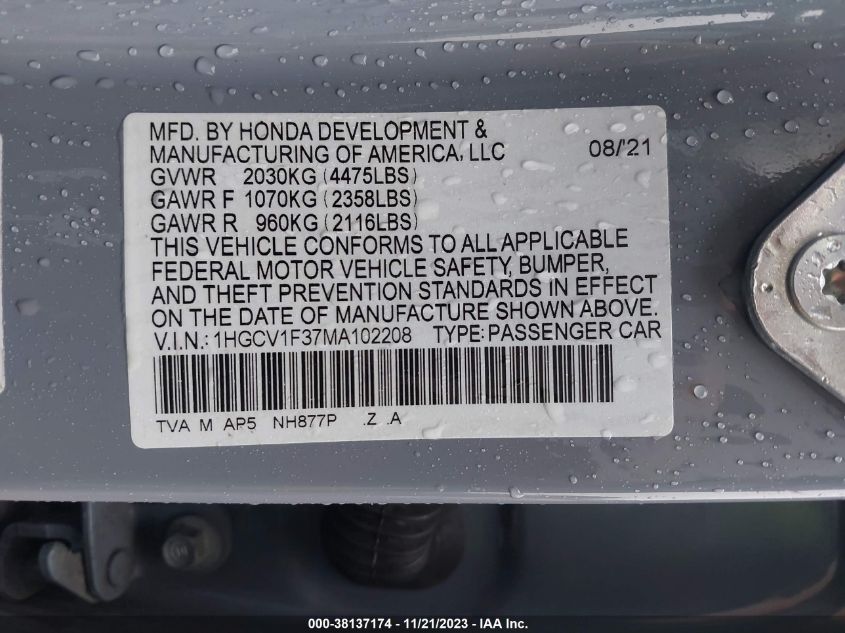 MFD. BY HONDA DEVELOPMENT &
MANUFACTURING OF AMERICA, LLC 08/'21
GVWR 2030KG (4475LBS)
GAWR F 1070KG (2358LBS)
GAWR R 960KG (2116LBS)
THIS VEHICLE CONFORMS TO ALL APPLICABLE
FEDERAL MOTOR VEHICLE SAFETY, BUMPER,
AND THEFT PREVENTION STANDARDS IN EFFECT
ON THE DATE OF MANUFACTURE SHOWN ABOVE.
V.I.N.: 1HGCV1F37MA102208 TYPE: PASSENGER CAR
TVA M AP5 NH877P .Z .A
000-38137174 - 11/21/2023 - IAA Inc.